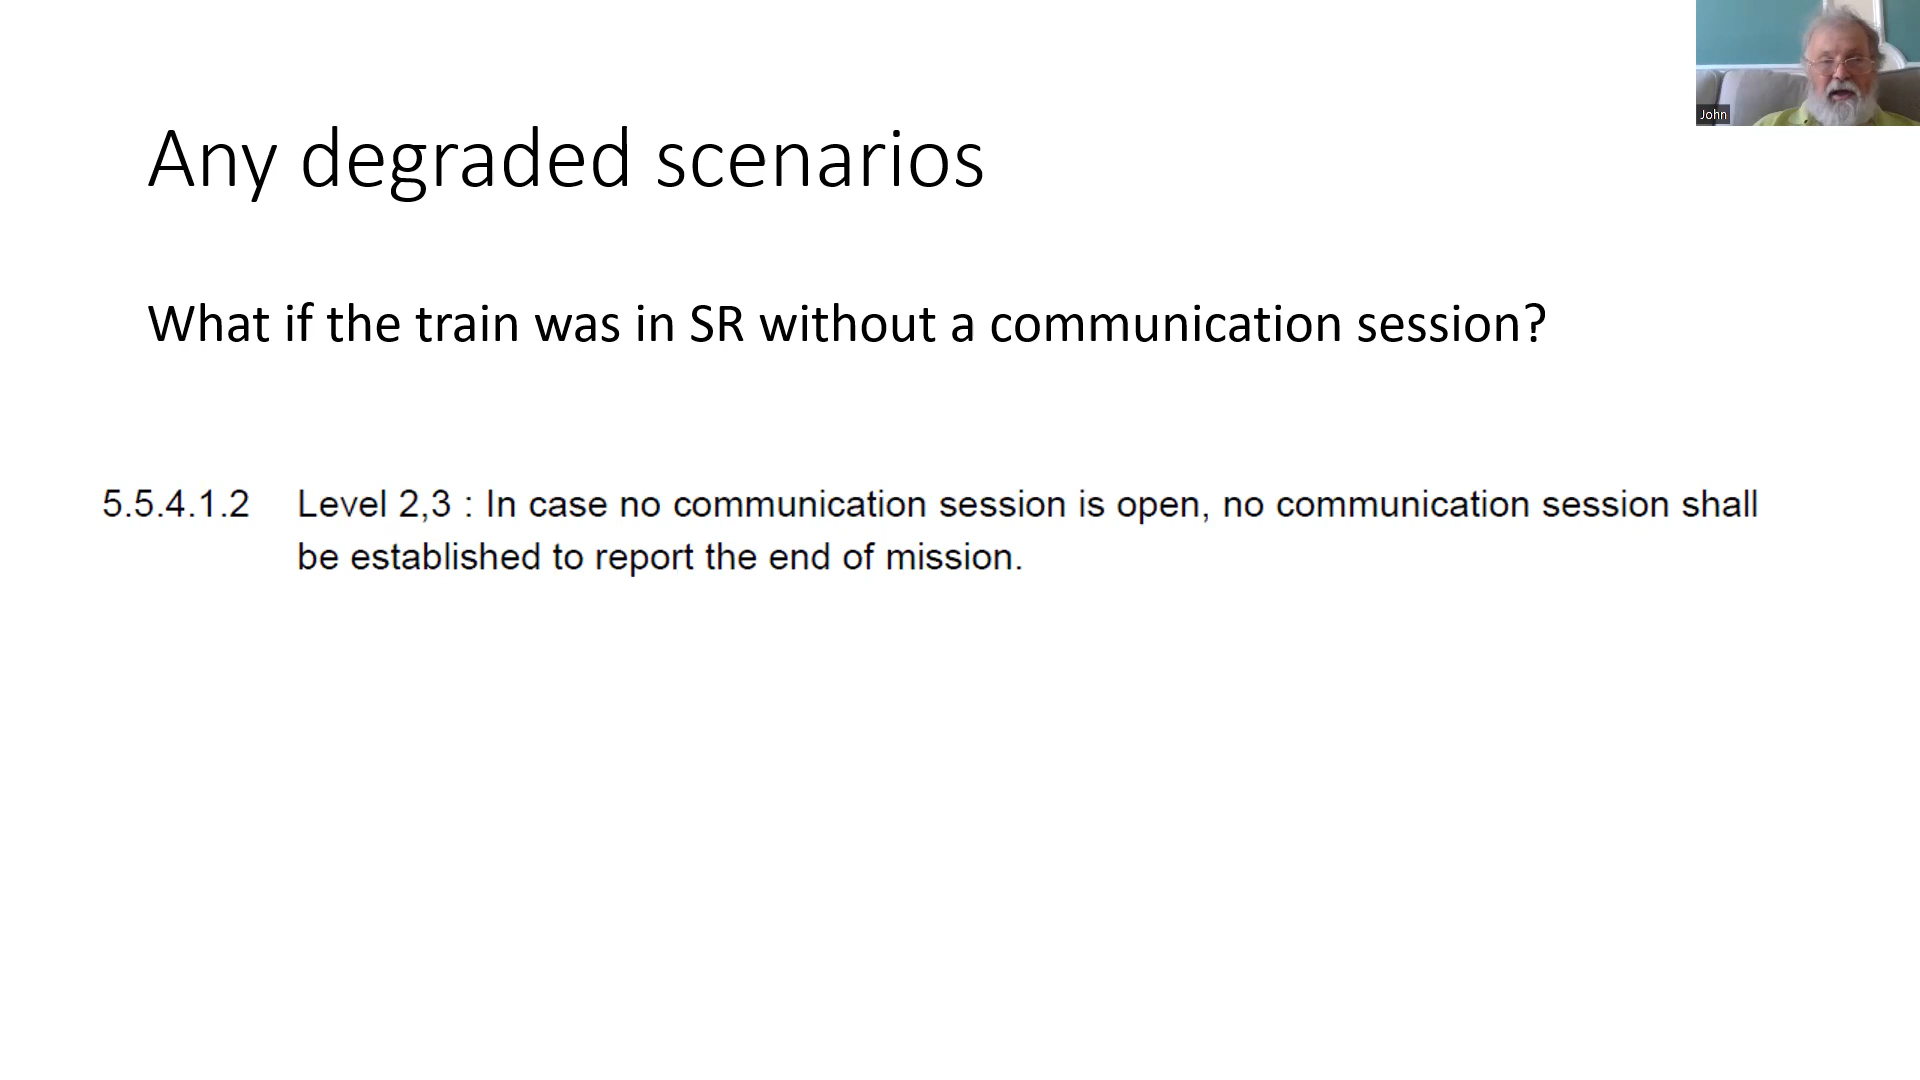 John
Any degraded scenarios
What if the train was in SR without a communication session?
5.5.4.1.2 Level 2,3 : In case no communication session is open, no communication session shall
be established to report the end of mission.